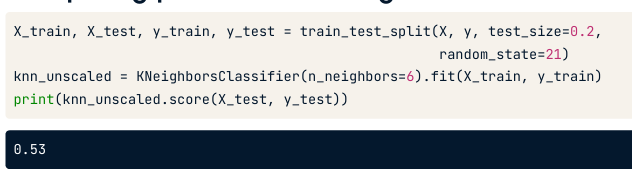 X_train, X_test, y_train, y_test = train_test_split(X, y, test_size=0.2,
random_state=21)
knn_unscaled = KNeighborsClassifier(n_neighbors=6).fit(X_train, y_train)
print(knn_unscaled.score(X_test, y_test))
0.53